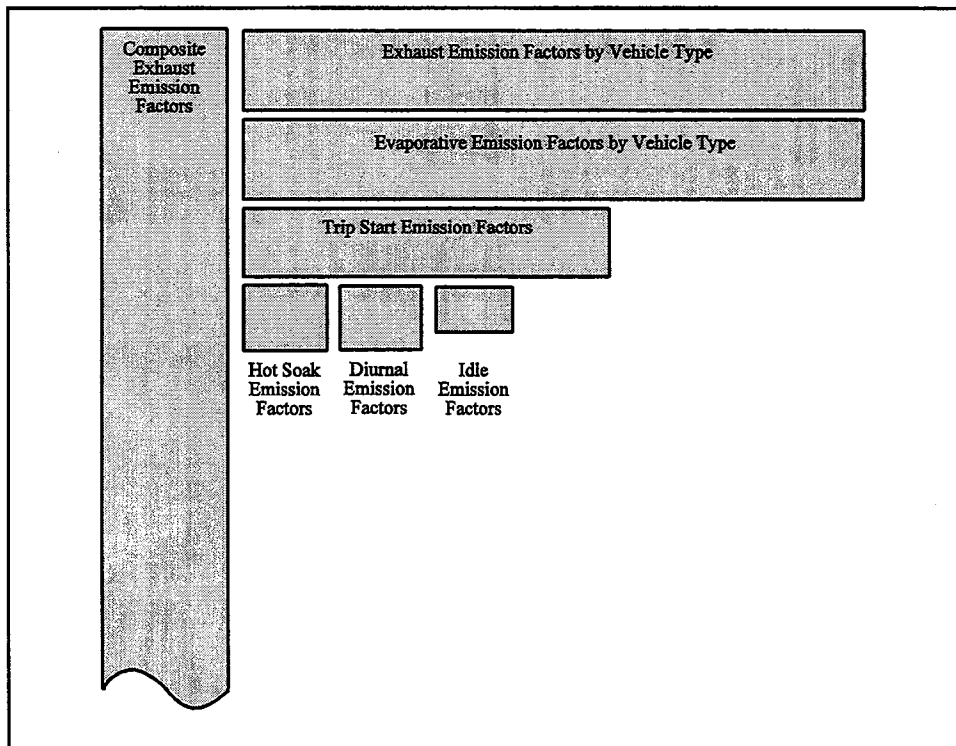 Composite
Exhaust
Emission
Factors
Exhaust Emission Factors by Vehicle Type
Evaporative Emission Factors by Vehicle Type
Trip Start Emission Factors
Hot Soak
Emission
Factors
Diurnal
Emission
Factors
Idle
Emission
Factors